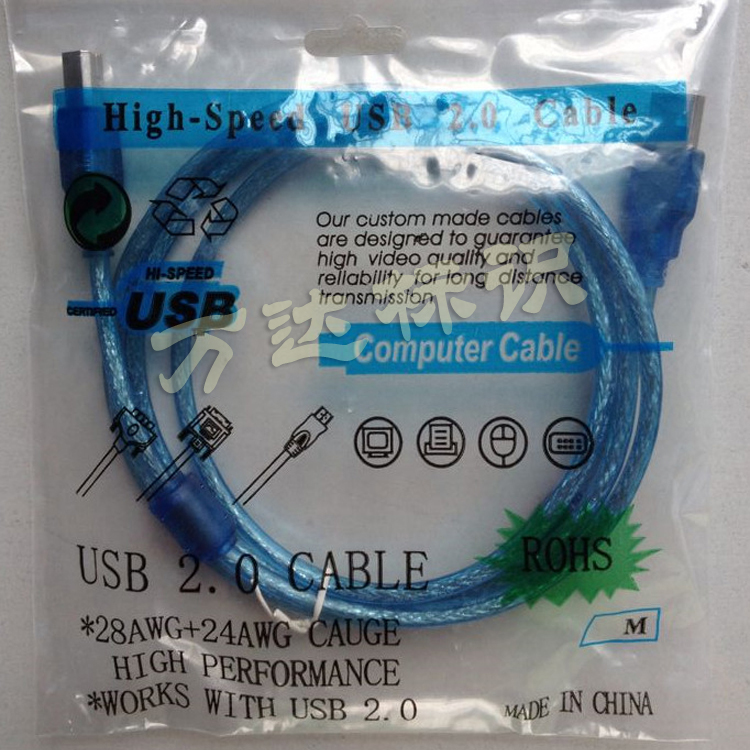 High-Speed USB 2.0 Cable
Our custom made cables
are designed to guarantee
high video quality and
reliability for long distance
transmission
HI-SPEED
CERTIFIED USB
万达标识
Computer Cable
USB 2.0 CABLE
ROHS
*28AWG+24AWG CAUGE
HIGH PERFORMANCE
*WORKS WITH USB 2.0
M
MADE IN CHINA